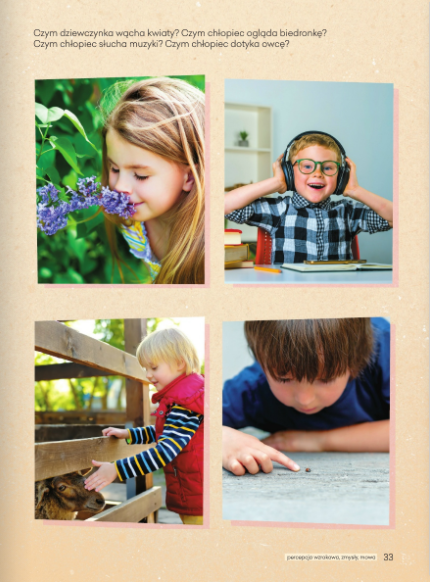 Czym dziewczynka wącha kwiaty? Czym chłopiec ogląda biedronkę?
Czym chłopiec słucha muzyki? Czym chłopiec dotyka owcę?
percepcja wzrokowa, zmysły, mowa 33